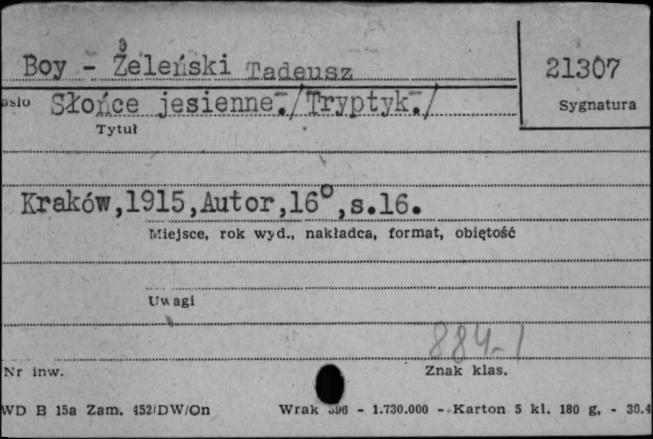 Boy - Żeleński Tadeusz
21307
Sygnatura
Słońce jesienne./Tryptyk./
Tytuł
Kraków,1915,Autor,16°,s.16.
Miejsce, rok wyd., nakładca, format, objętość
Uwagi
884-1
Nr inw.
Znak klas.
WD B 15a Zam. 452/DW/On
Wrak - 1.730.000 - Karton 5 kl. 180 g, - 30.4